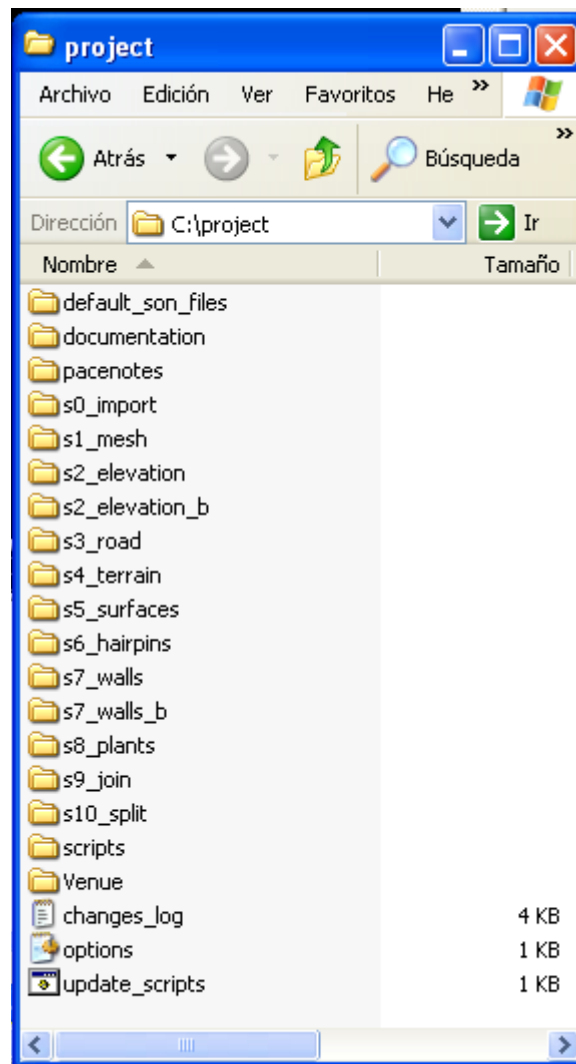 project
Archivo Edición Ver Favoritos He »
Atrás Búsqueda »
Dirección C:\project Ir
Nombre Tamaño
default_son_files
documentation
pacenotes
s0_import
s1_mesh
s2_elevation
s2_elevation_b
s3_road
s4_terrain
s5_surfaces
s6_hairpins
s7_walls
s7_walls_b
s8_plants
s9_join
s10_split
scripts
Venue
changes_log 4 KB
options 1 KB
update_scripts 1 KB